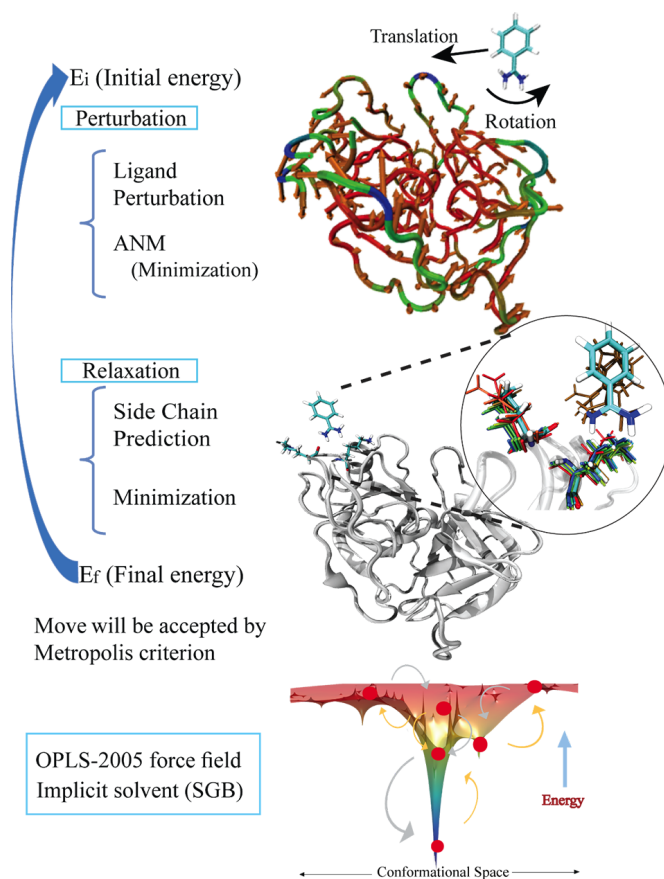 Translation
Ei (Initial energy)
Perturbation
Rotation
Ligand
Perturbation
ANM
(Minimization)
Relaxation
Side Chain
Prediction
Minimization
Ef (Final energy)
Move will be accepted by
Metropolis criterion
OPLS-2005 force field
Implicit solvent (SGB)
Energy
Conformational Space